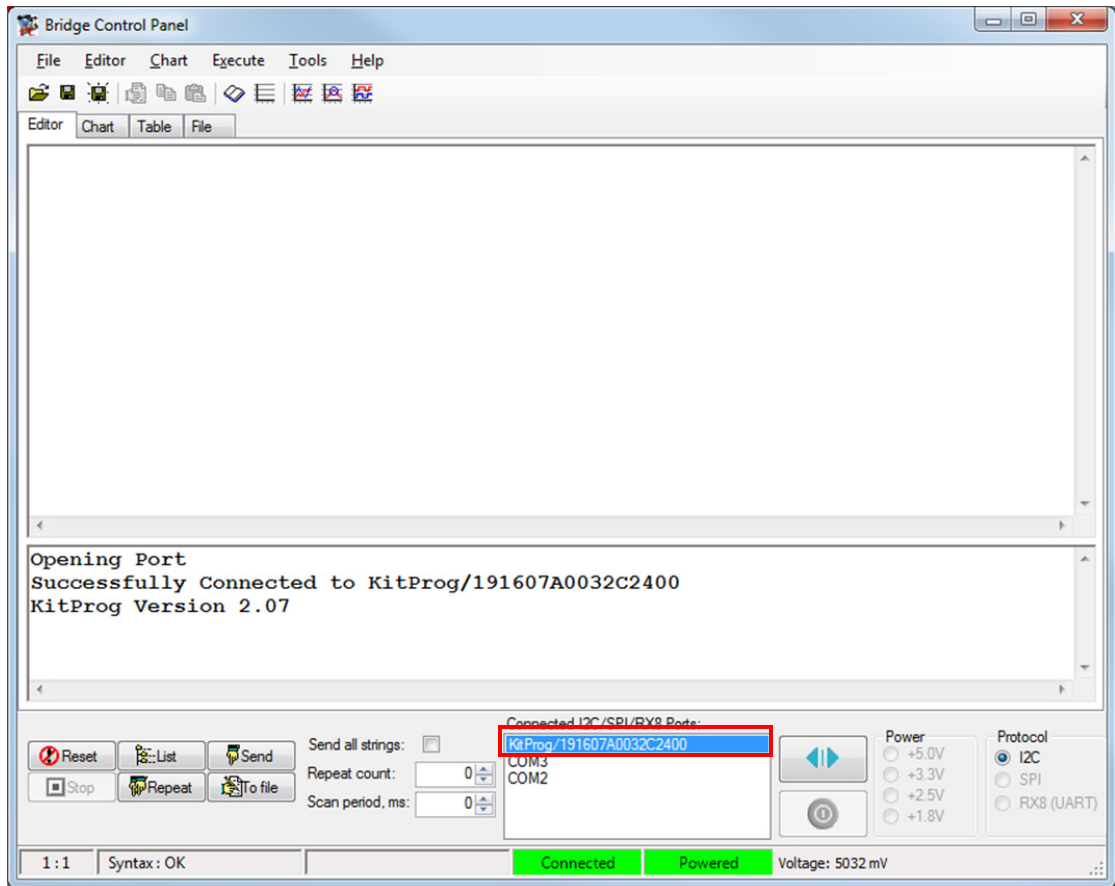 Bridge Control Panel
File Editor Chart Execute Tools Help
Editor Chart Table File
Opening Port
Successfully Connected to KitProg/191607A0032C2400
KitProg Version 2.07
Connected I2C/SPI/RX8 Ports:
KitProg/191607A0032C2400
COM3
COM2
Reset List Send
Stop Repeat To file
Send all strings:
Repeat count: 0
Scan period, ms: 0
Power
+5.0V
+3.3V
+2.5V
+1.8V
Protocol
I2C
SPI
RX8 (UART)
1:1 Syntax: OK Connected Powered Voltage: 5032 mV